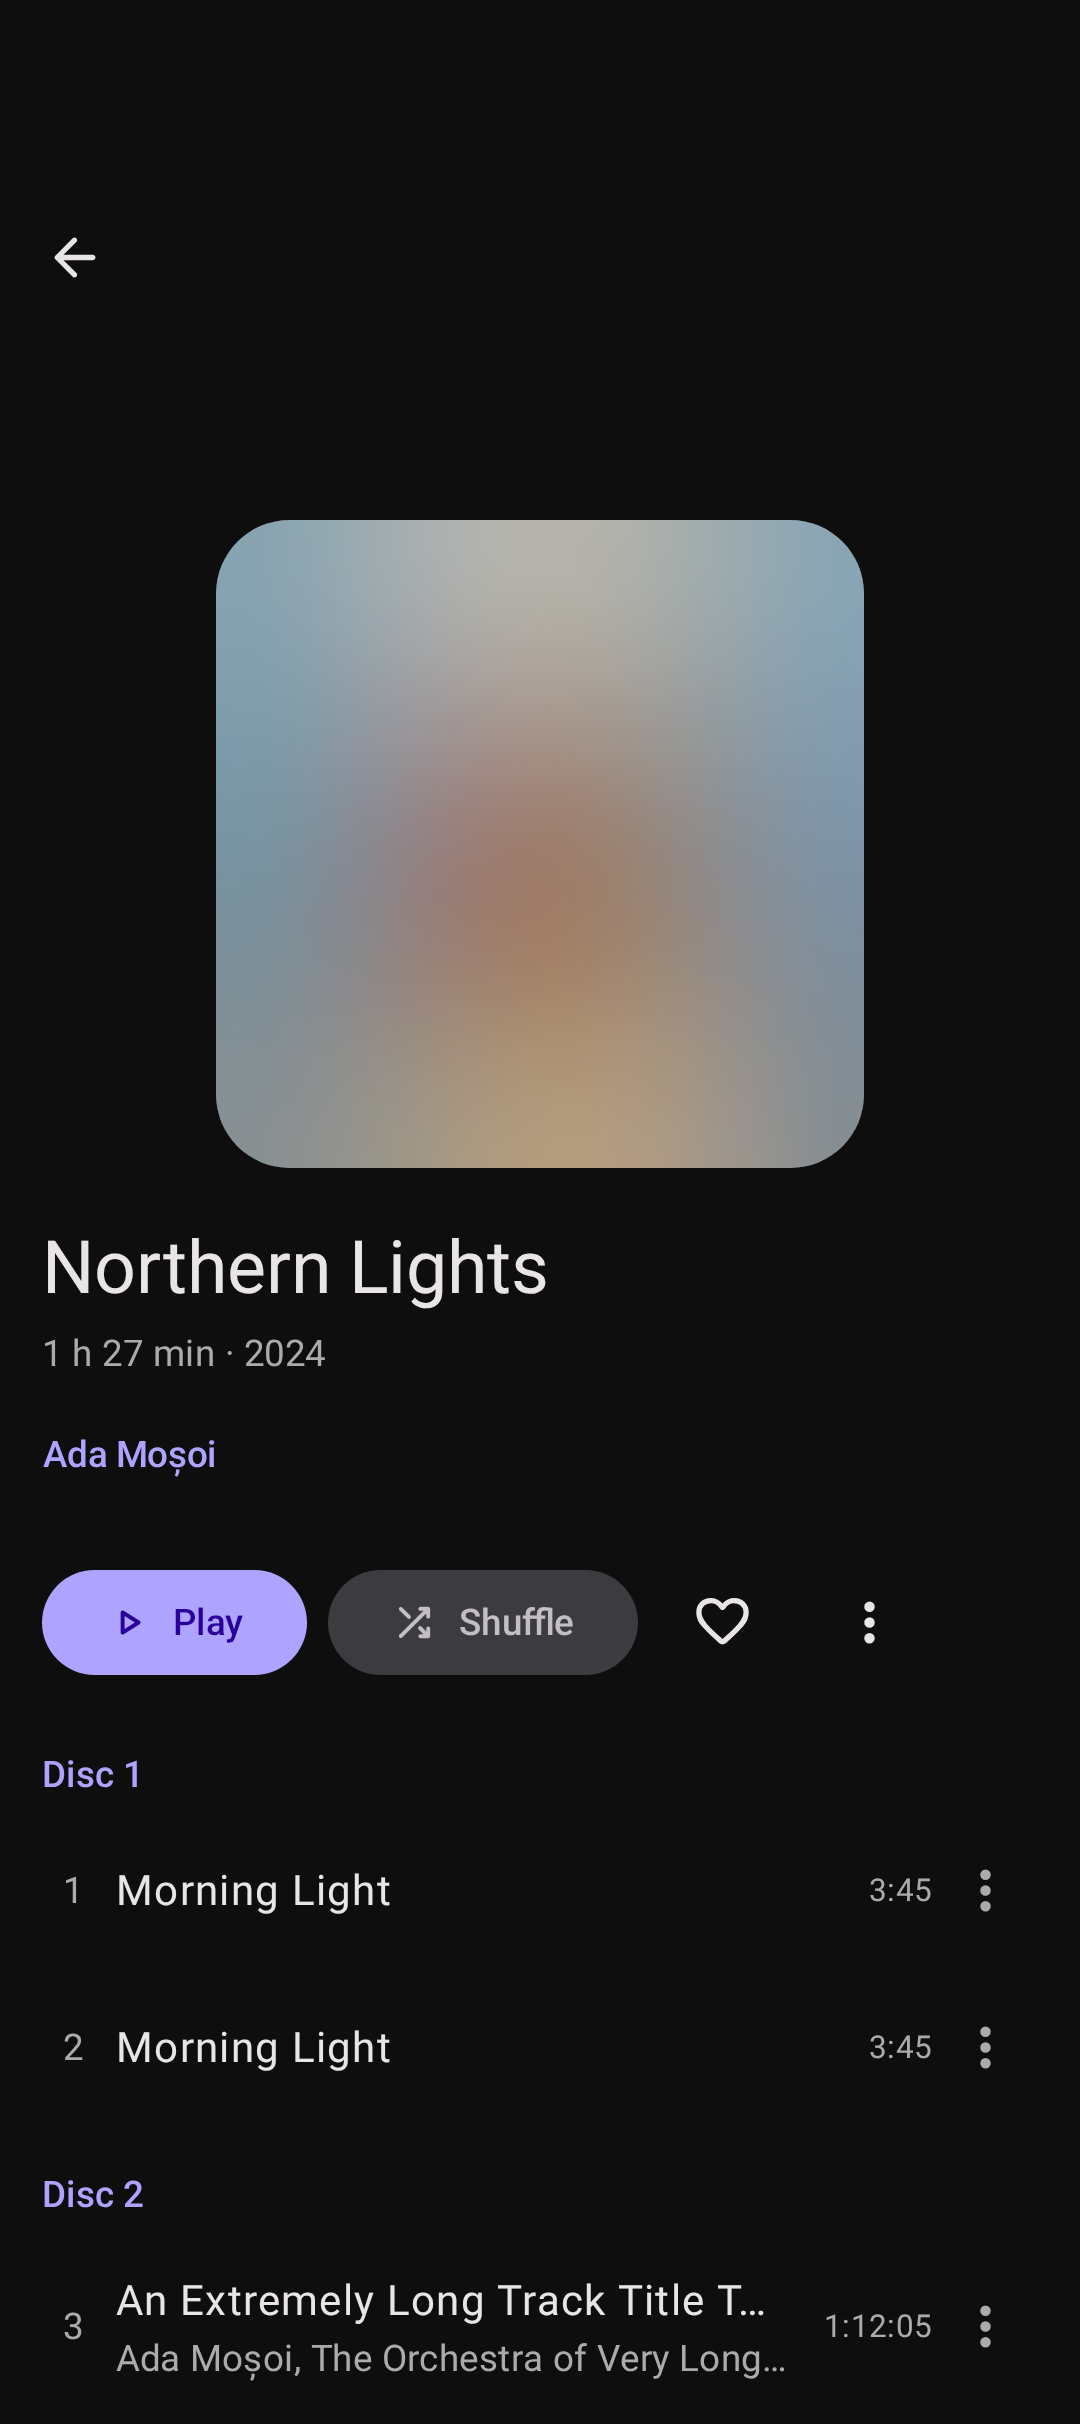 Northern Lights
1 h 27 min · 2024
Ada Moșoi
Play
Shuffle
Disc 1
1 Morning Light 3:45
2 Morning Light 3:45
Disc 2
3 An Extremely Long Track Title T… 1:12:05
Ada Moșoi, The Orchestra of Very Long…